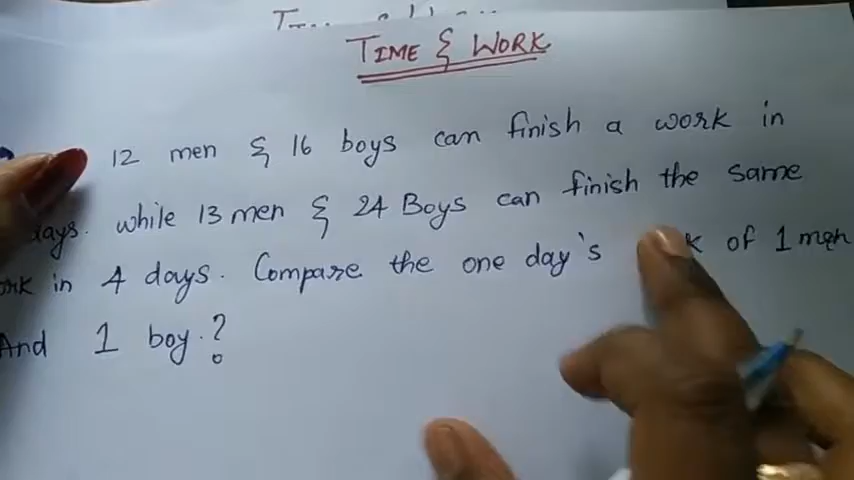 TIME & WORK
12 men & 16 boys can finish a work in
days. while 13 men & 24 Boys can finish the same
in 4 days. Compare the one day's of 1 man
And 1 boy.?